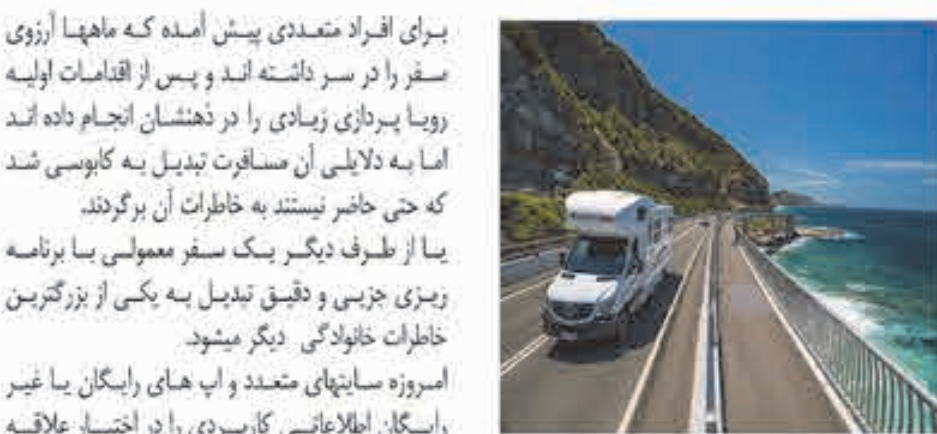 برای افراد متعددی پیش آمده که ماهها آرزوی
سفر را در سر داشته اند و پس از اقدامات اولیه
رویا پردازی زیادی را در ذهنشان انجام داده اند
اما به دلایلی آن مسافرت تبدیل به کابوسی شد
که حتی حاضر نیستند به خاطرات آن برگردند.
یا از طرف دیگر یک سفر معمولی با برنامه
ریزی جزیی و دقیق تبدیل به یکی از بزرگترین
خاطرات خانوادگی دیگر میشود.
امروزه سایتهای متعدد و اپ های رایگان یا غیر
رایگان اطلاعاتی کاربردی را در اختیار علاقه